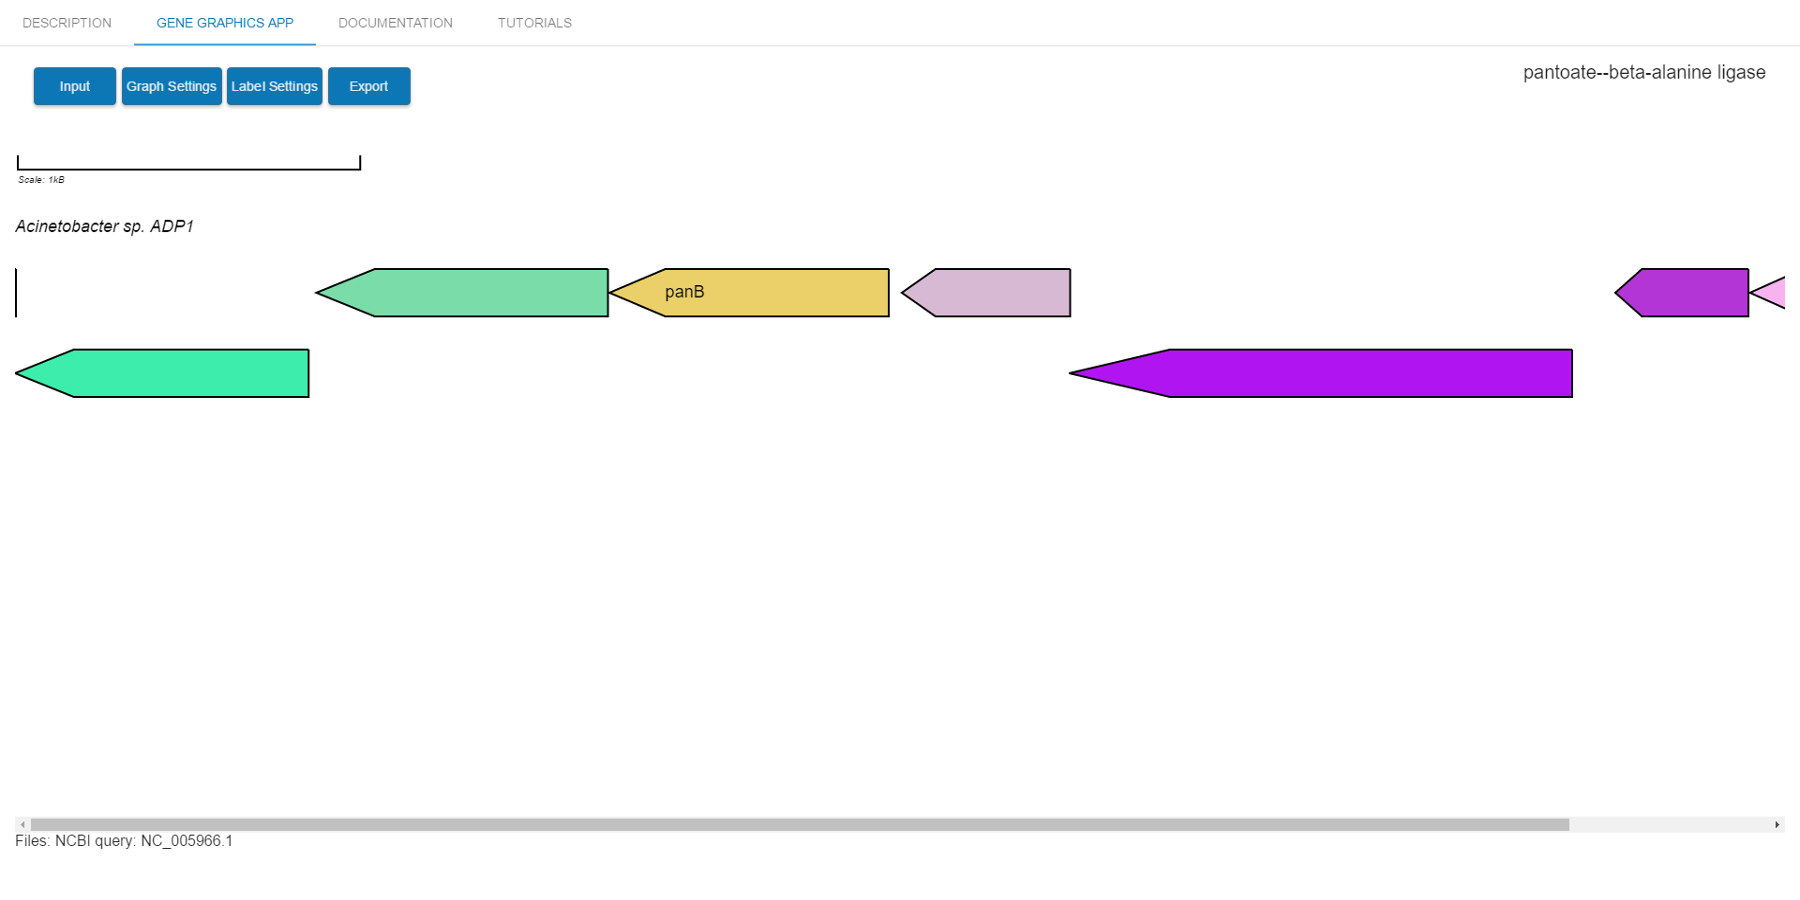 DESCRIPTION GENE GRAPHICS APP DOCUMENTATION TUTORIALS
Input Graph Settings Label Settings Export
pantoate--beta-alanine ligase
Scale: 1kB
Acinetobacter sp. ADP1
panB
Files: NCBI query: NC_005966.1